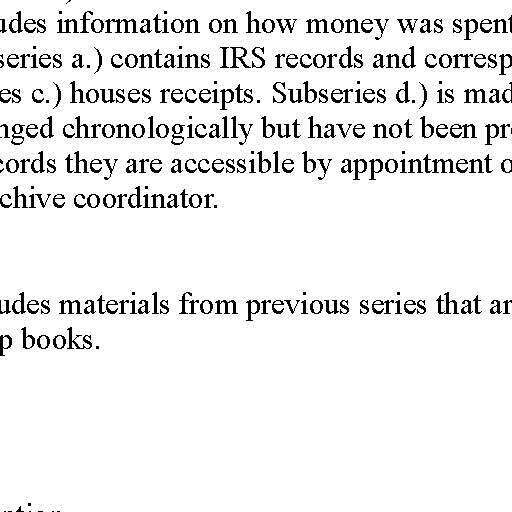 udes information on how money was spent
series a.) contains IRS records and corresp
es c.) houses receipts. Subseries d.) is mad
nged chronologically but have not been pr
cords they are accessible by appointment o
chive coordinator.
udes materials from previous series that ar
p books.